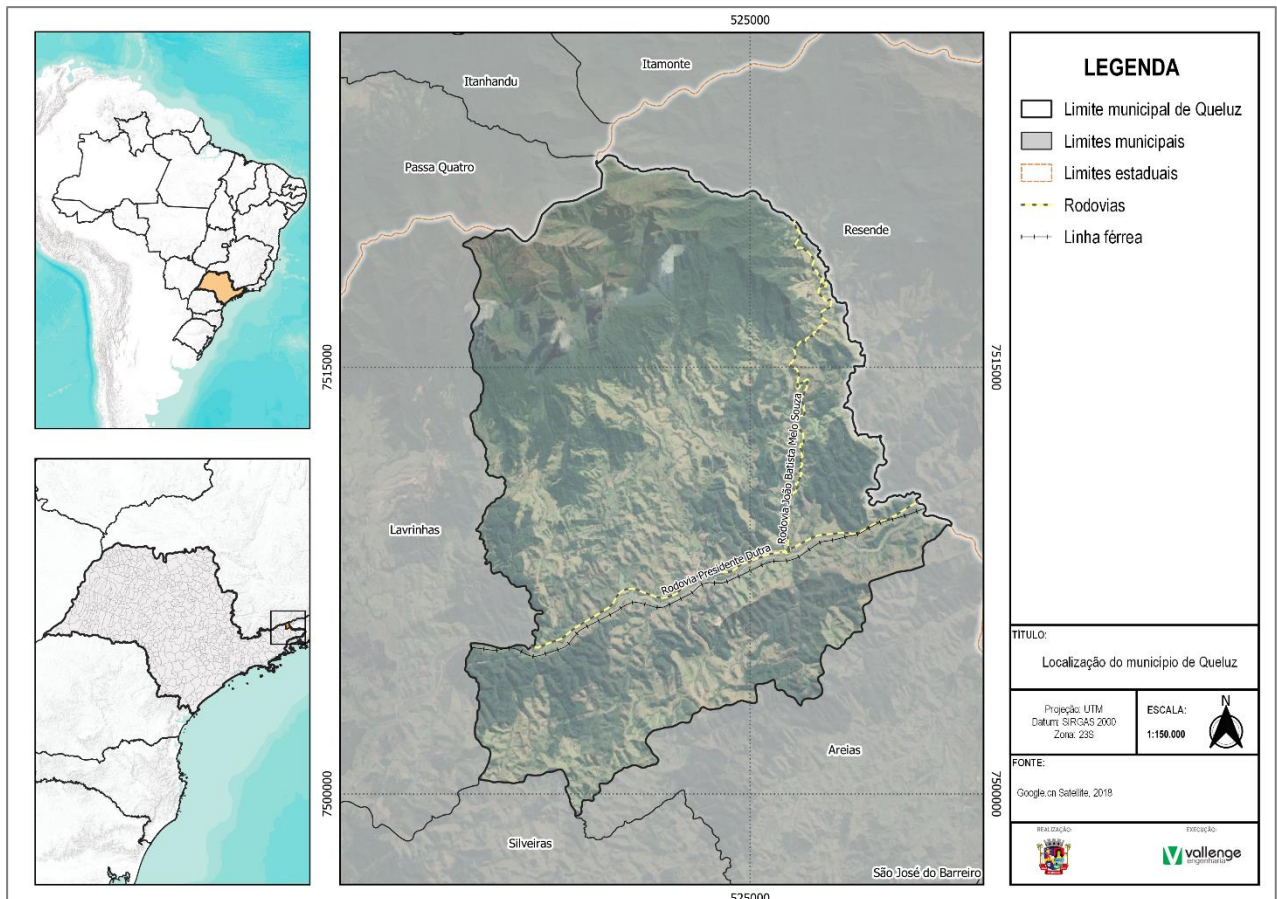 525000
Itamonte
Itanhandu
Passa Quatro
Resende
7515000
7515000
Rodovia João Batista Melo Souza
Lavrinhas
Rodovia Presidente Dutra
Areias
7500000
7500000
Silveiras
São José do Barreiro
525000
LEGENDA
Limite municipal de Queluz
Limites municipais
Limites estaduais
Rodovias
Linha férrea
TÍTULO:
Localização do município de Queluz
Projeção: UTM
Datum: SIRGAS 2000
Zona: 23S
ESCALA:
1:150.000
N
FONTE:
Google.cn Satellite, 2018
REALIZAÇÃO:
EXECUÇÃO:
vallenge
engenharia